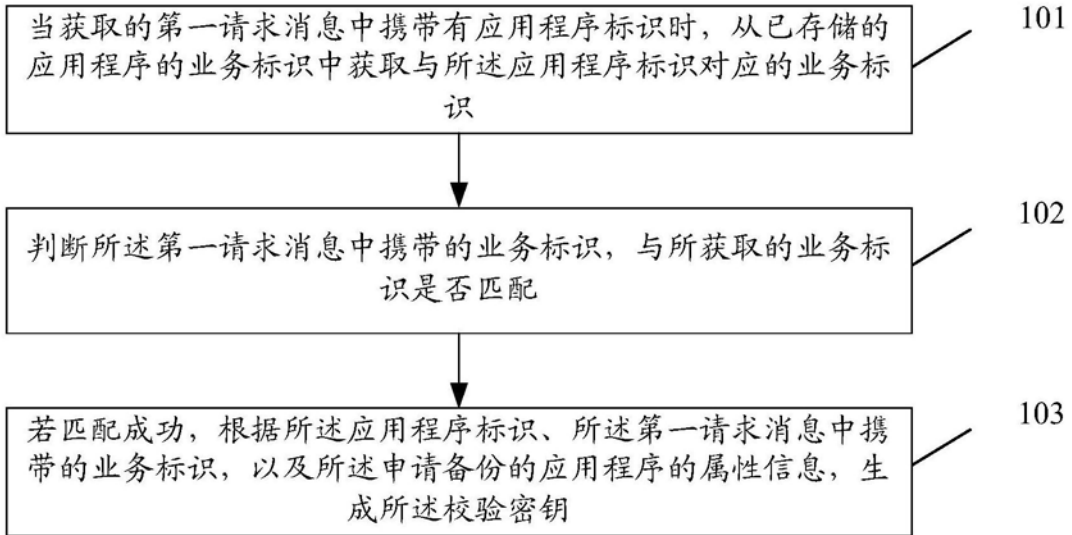 当获取的第一请求消息中携带有应用程序标识时，从已存储的
应用程序的业务标识中获取与所述应用程序标识对应的业务标
识
101
判断所述第一请求消息中携带的业务标识，与所获取的业务标
识是否匹配
102
若匹配成功，根据所述应用程序标识、所述第一请求消息中携
带的业务标识，以及所述申请备份的应用程序的属性信息，生
成所述校验密钥
103